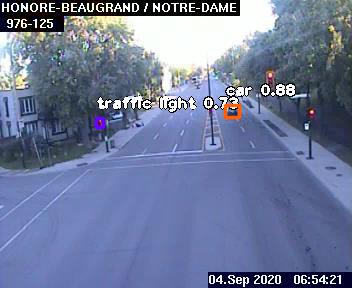 HONORE-BEAUGRAND / NOTRE-DAME
976-125
car 0.88
traffic light 0.73
04.Sep 2020 06:54:21